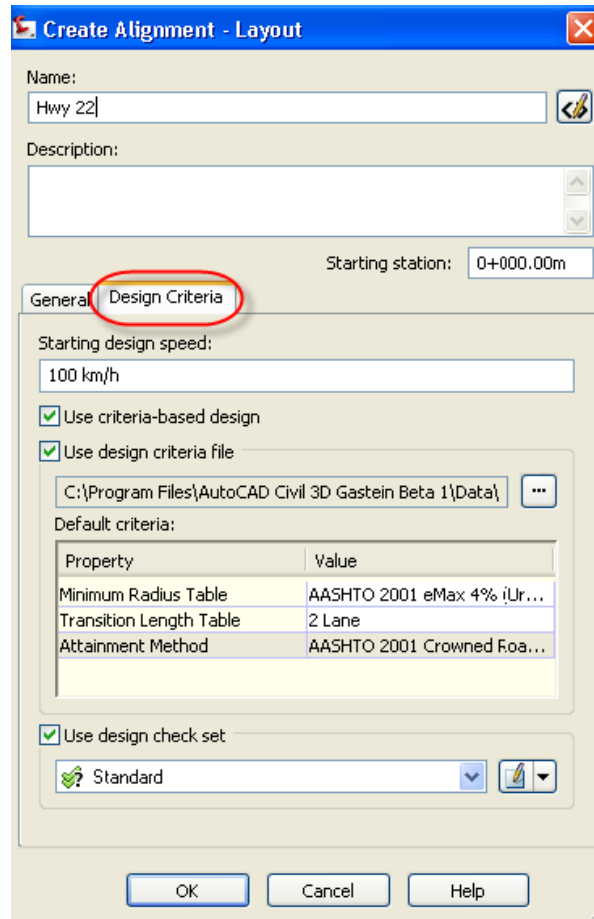 Create Alignment - Layout
Name:
Hwy 22
Description:
Starting station: 0+000.00m
General Design Criteria
Starting design speed:
100 km/h
Use criteria-based design
Use design criteria file
C:\Program Files\AutoCAD Civil 3D Gastein Beta 1\Data\ ...
Default criteria:
Property Value
Minimum Radius Table AASHTO 2001 eMax 4% (Ur...
Transition Length Table 2 Lane
Attainment Method AASHTO 2001 Crowned Roa...
Use design check set
Standard
OK Cancel Help